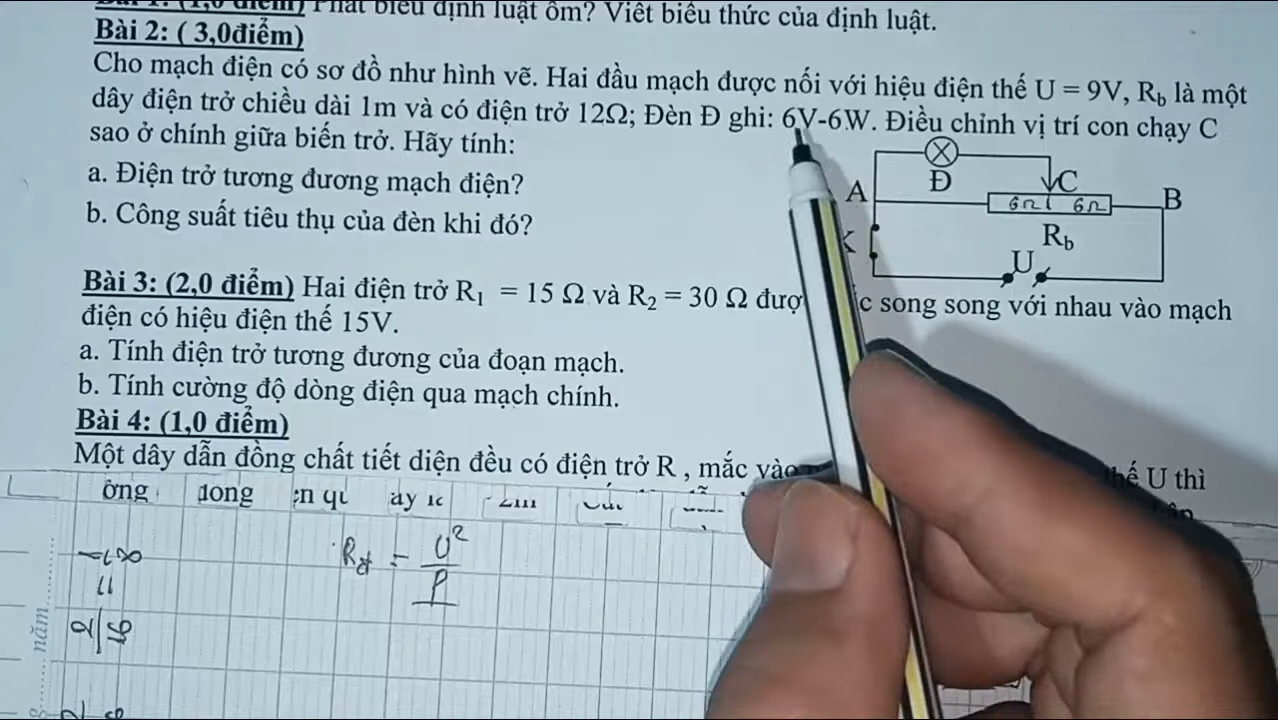 Phát biểu định luật ôm? Viết biểu thức của định luật.
Bài 2: ( 3,0điểm)
Cho mạch điện có sơ đồ như hình vẽ. Hai đầu mạch được nối với hiệu điện thế U = 9V, Rb là một
dây điện trở chiều dài 1m và có điện trở 12Ω; Đèn Đ ghi: 6V-6W. Điều chỉnh vị trí con chạy C
sao ở chính giữa biến trở. Hãy tính:
a. Điện trở tương đương mạch điện?
b. Công suất tiêu thụ của đèn khi đó?
Đ
C
A
6Ω 6Ω
B
Rb
K
U
Bài 3: (2,0 điểm) Hai điện trở R1 = 15 Ω và R2 = 30 Ω đượ c song song với nhau vào mạch
điện có hiệu điện thế 15V.
a. Tính điện trở tương đương của đoạn mạch.
b. Tính cường độ dòng điện qua mạch chính.
Bài 4: (1,0 điểm)
Một dây dẫn đồng chất tiết diện đều có điện trở R , mắc vào U thì
Rđ = U²/P
năm